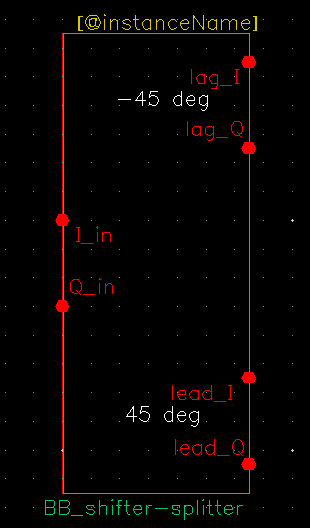 [@instanceName]
lag_I
-45 deg
lag_Q
I_in
Q_in
lead_I
45 deg
lead_Q
BB_shifter-splitter